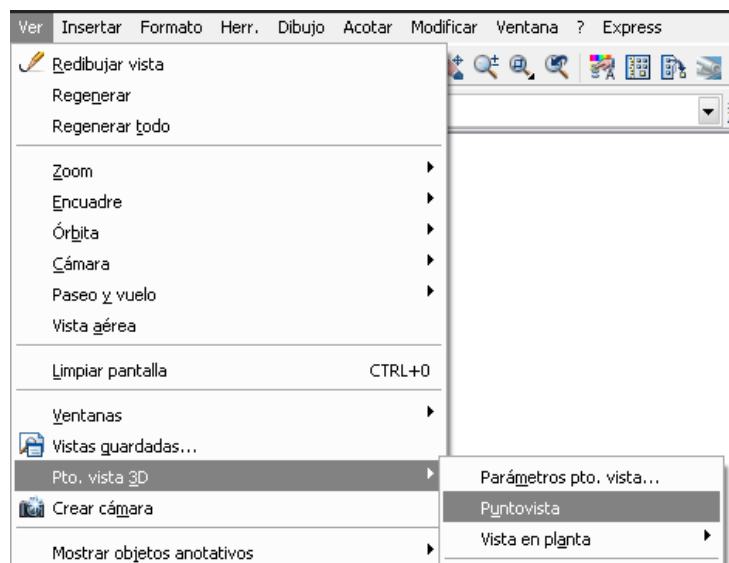 Ver Insertar Formato Herr. Dibujo Acotar Modificar Ventana ? Express
Redibujar vista
Regenerar
Regenerar todo
Zoom
Encuadre
Órbita
Cámara
Paseo y vuelo
Vista aérea
Limpiar pantalla CTRL+0
Ventanas
Vistas guardadas...
Pto. vista 3D
Parámetros pto. vista...
Crear cámara
Puntovista
Vista en planta
Mostrar objetos anotativos